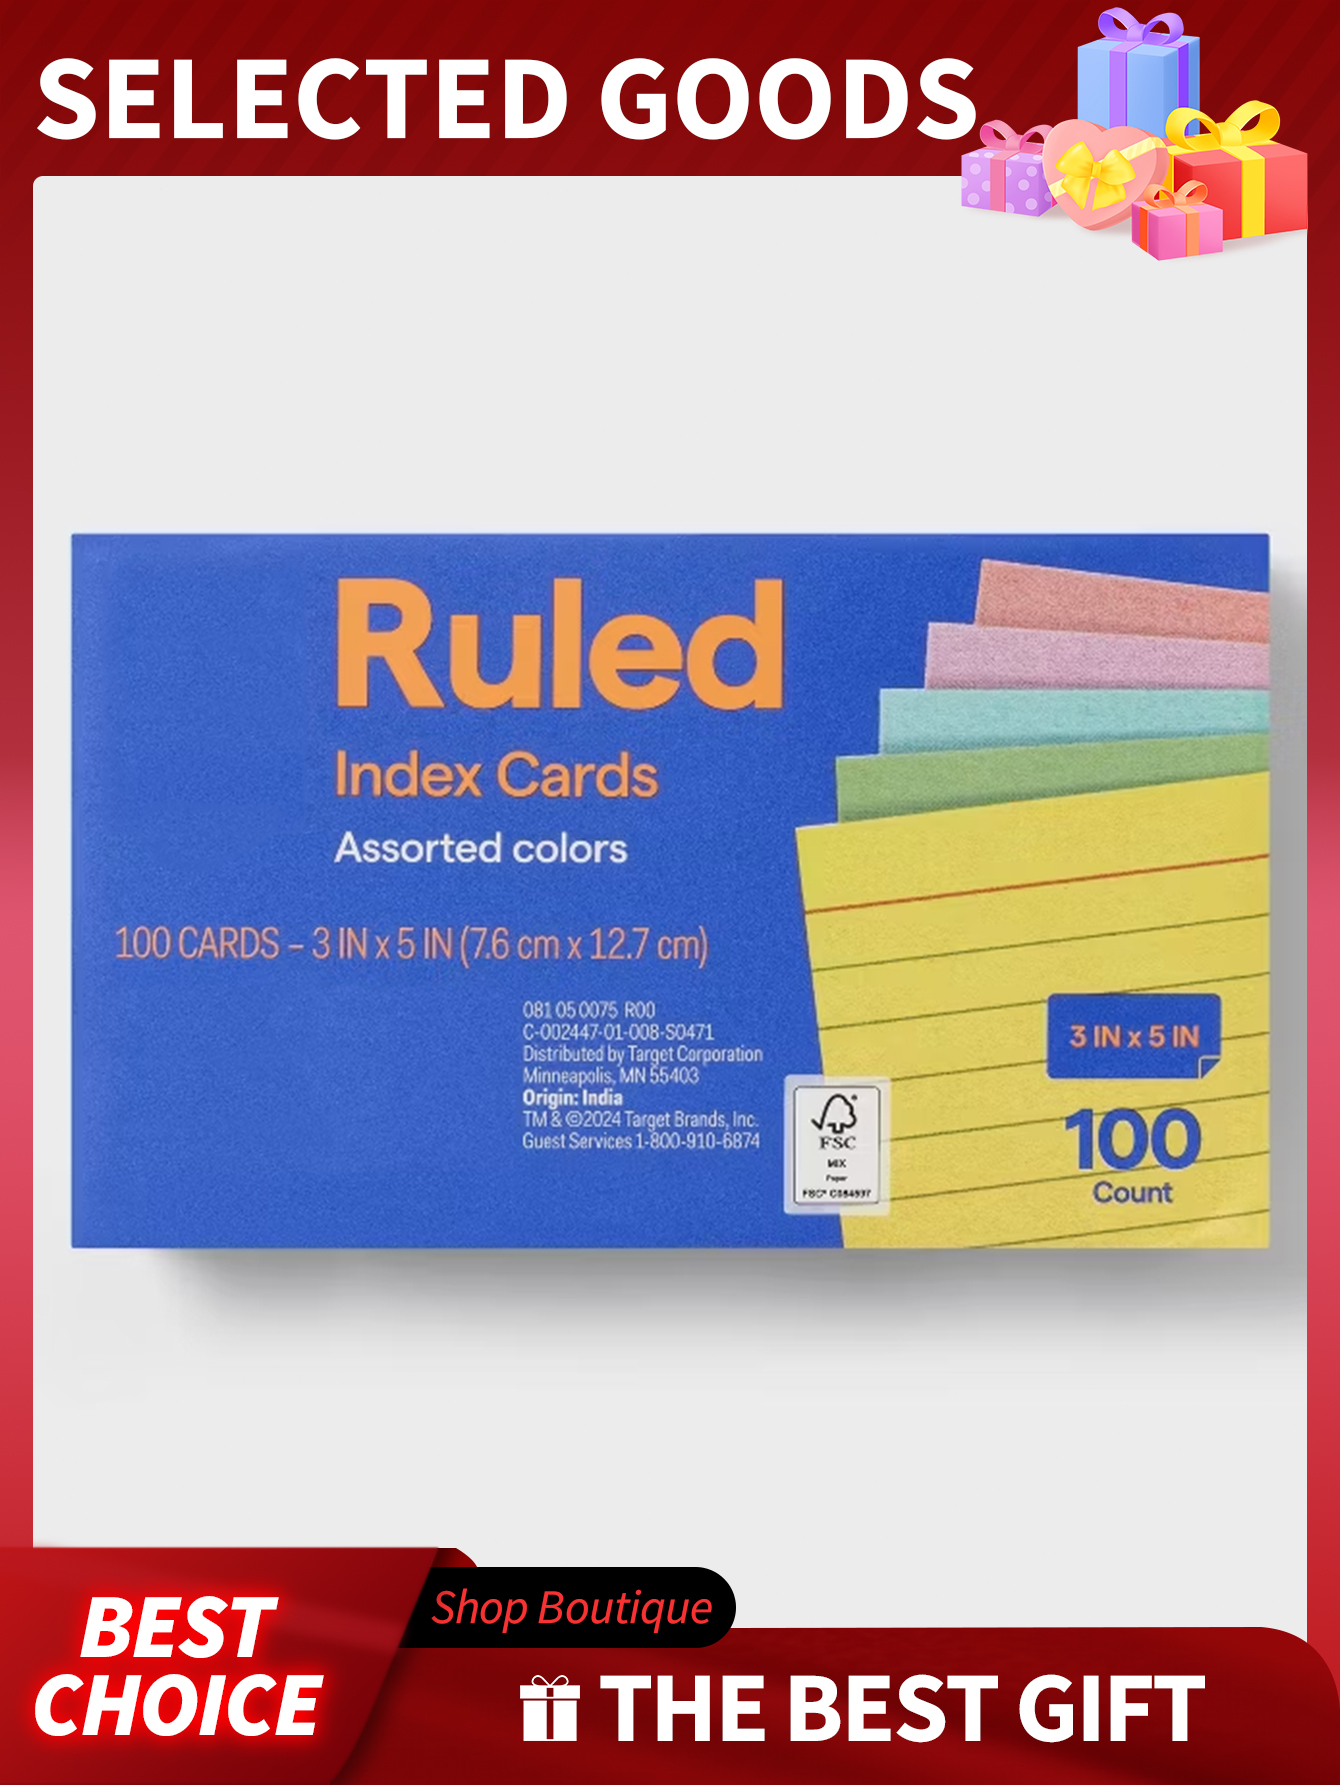 SELECTED GOODS
Ruled
Index Cards
Assorted colors
100 CARDS – 3 IN x 5 IN (7.6 cm x 12.7 cm)
081 05 0075 R00
C-002447-01-008-S0471
Distributed by Target Corporation
Minneapolis, MN 55403
Origin: India
TM & ©2024 Target Brands, Inc.
Guest Services 1-800-910-6874
FSC
MIX
Paper
FSC® C084597
3 IN x 5 IN
100
Count
BEST
CHOICE
Shop Boutique
THE BEST GIFT